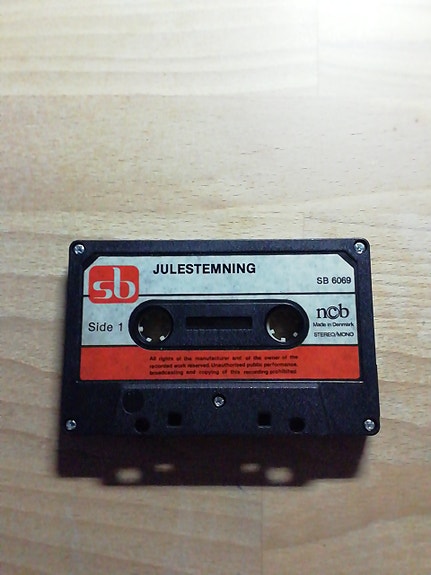 sb
JULESTEMNING
SB 6069
ncb
Made in Denmark
STEREO/MONO
Side 1
All rights of the manufacturer and of the owner of the
recorded work reserved Unauthorised public performance,
broadcasting and copying of this recording prohibited.